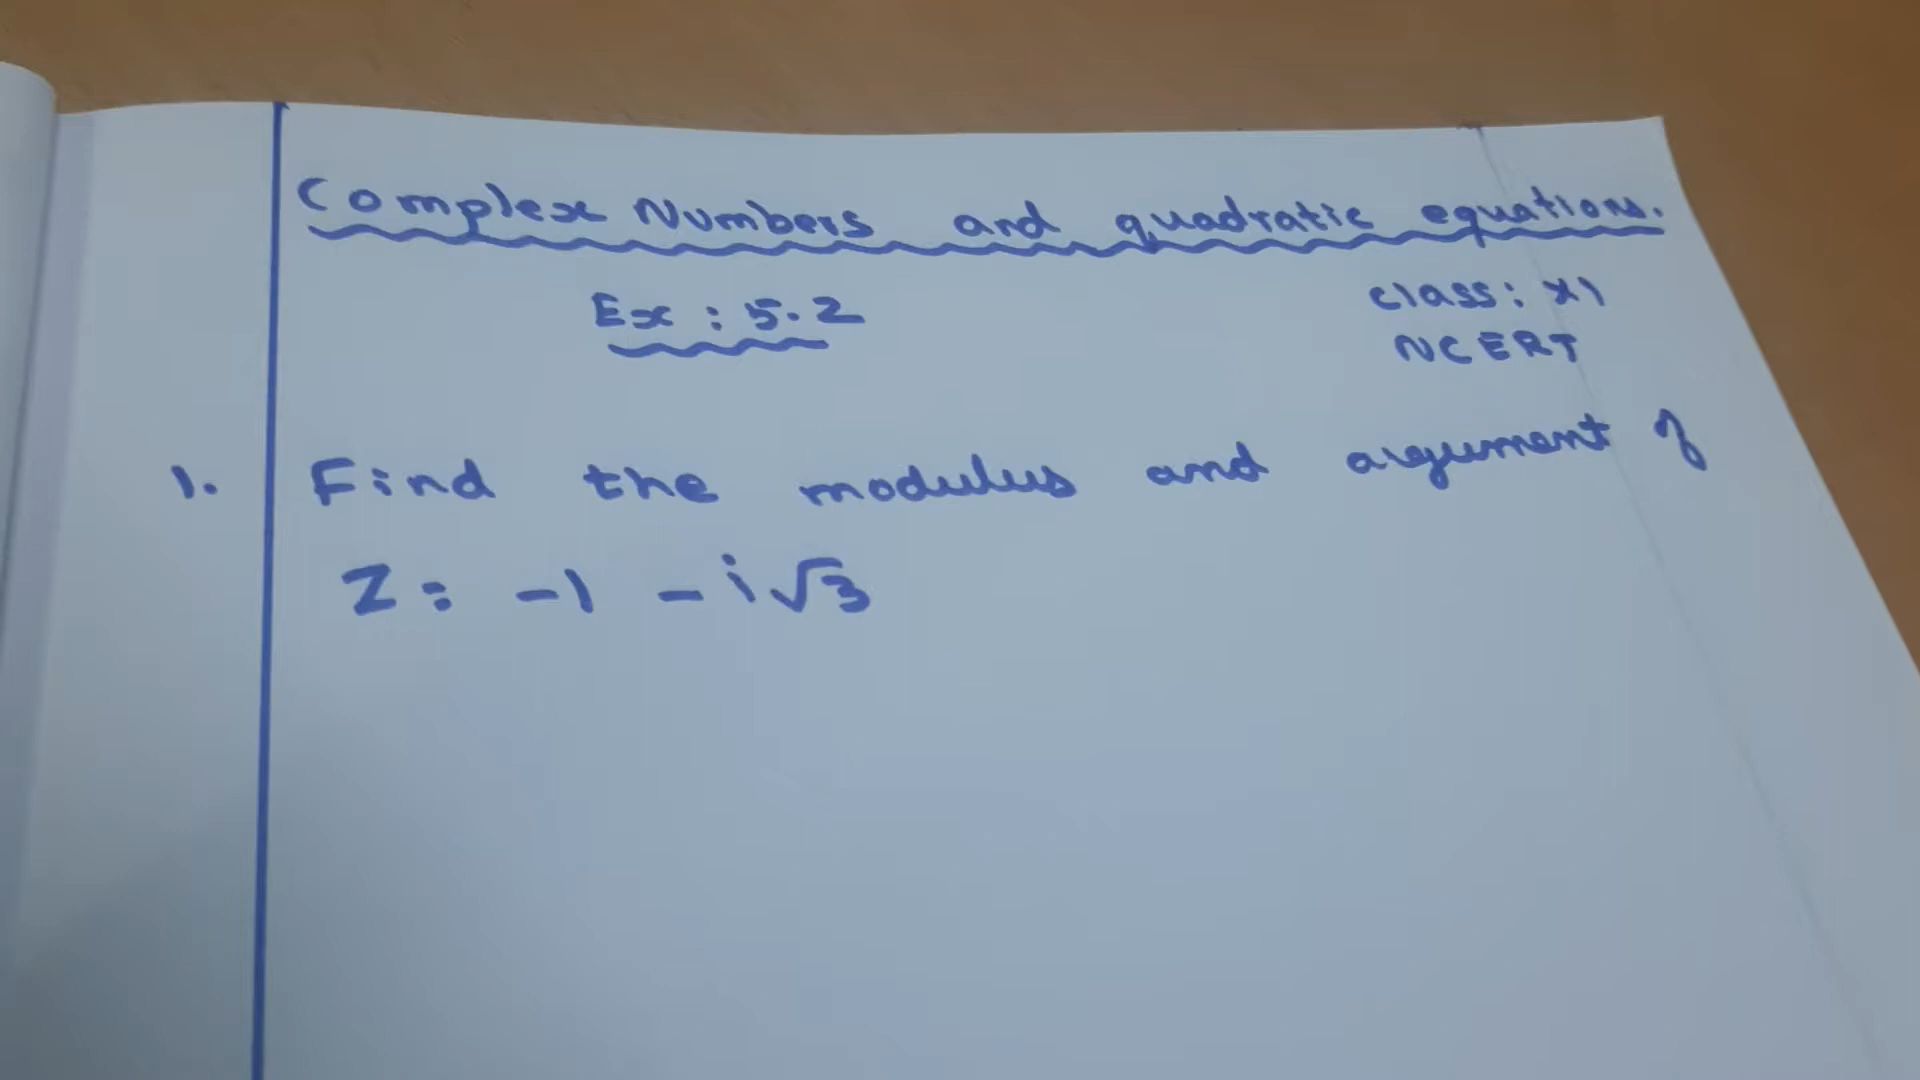 Complex Numbers and quadratic equations.
Ex : 5.2
class: XI
NCERT
1. Find the modulus and argument of
Z = -1 - i√3